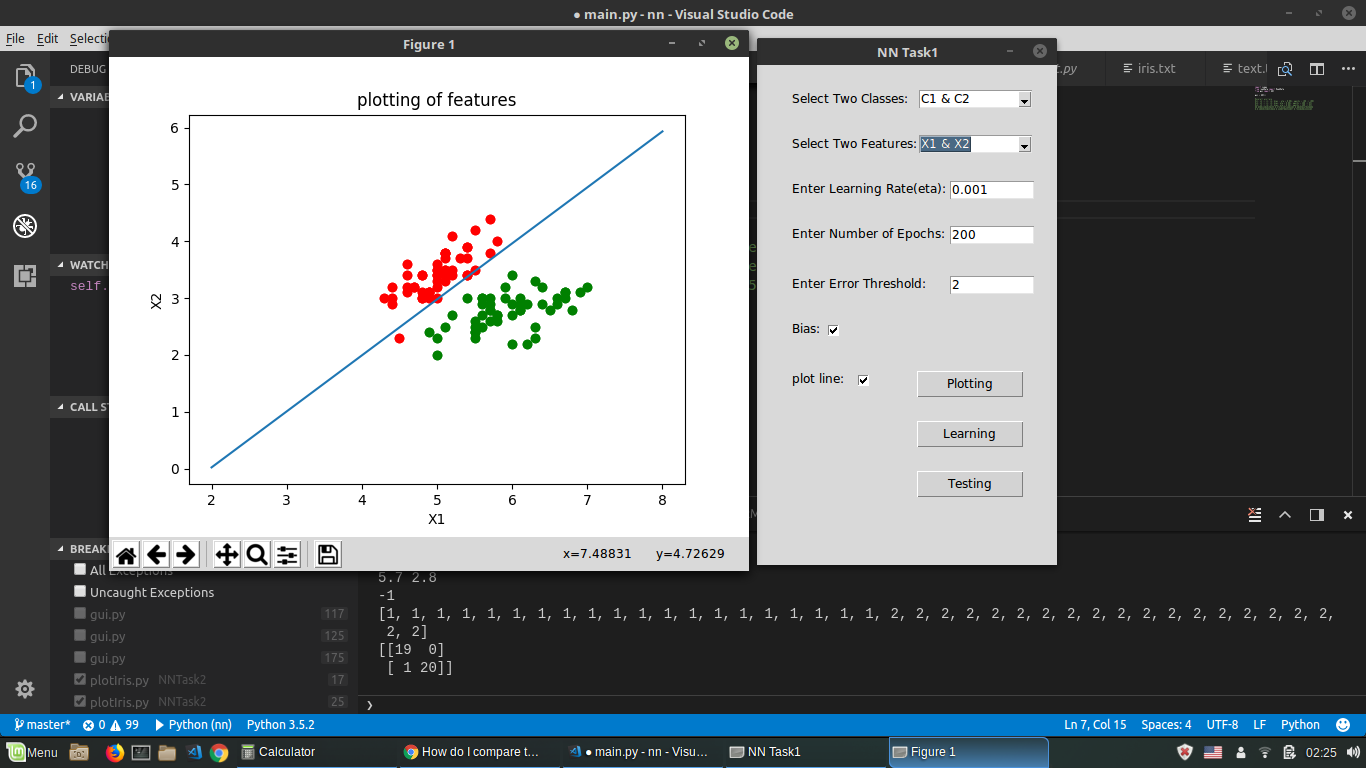 ● main.py - nn - Visual Studio Code
File Edit Selecti
Figure 1
plotting of features
6
5
4
3
2
1
0
X2
2 3 4 5 6 7 8
X1
x=7.48831 y=4.72629
NN Task1
Select Two Classes: C1 & C2
Select Two Features: X1 & X2
Enter Learning Rate(eta): 0.001
Enter Number of Epochs: 200
Enter Error Threshold: 2
Bias:
plot line:
Plotting
Learning
Testing
.py iris.txt text.
1
16
DEBUG
VARIAB
WATCH
self.
CALL ST
BREAK
All Exceptions
Uncaught Exceptions
gui.py 117
gui.py 125
gui.py 175
plotIris.py NNTask2 17
plotIris.py NNTask2 25
5.7 2.8
-1
[1, 1, 1, 1, 1, 1, 1, 1, 1, 1, 1, 1, 1, 1, 1, 1, 1, 1, 1, 1, 2, 2, 2, 2, 2, 2, 2, 2, 2, 2, 2, 2, 2, 2, 2, 2, 2, 2,
2, 2]
[[19 0]
[ 1 20]]
❯
master* 0 99 Python (nn) Python 3.5.2 Ln 7, Col 15 Spaces: 4 UTF-8 LF Python
Menu Calculator How do I compare t... ● main.py - nn - Visu... NN Task1 Figure 1 02:25